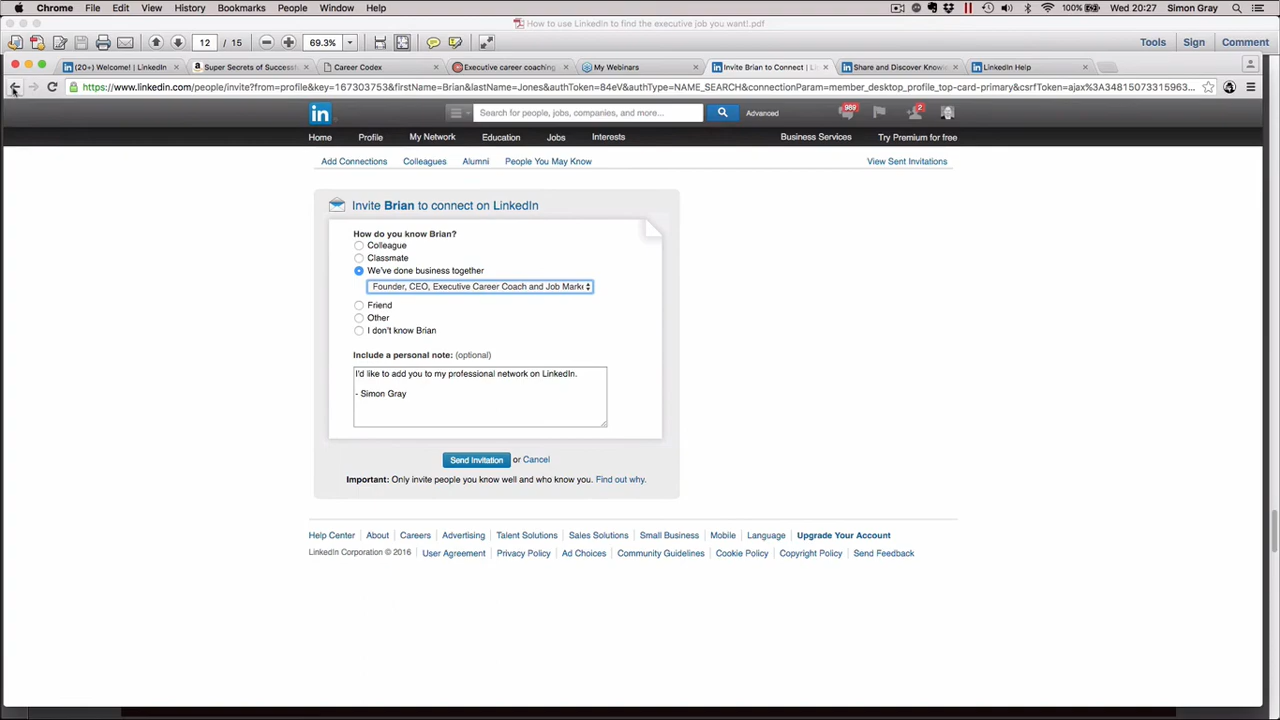 Chrome File Edit View History Bookmarks People Window Help 100% Wed 20:27 Simon Gray
How to use LinkedIn to find the executive job you want!.pdf
12 / 15 69.3% Tools Sign Comment
(20+) Welcome! | LinkedIn Super Secrets of Successf Career Codex Executive career coaching My Webinars Invite Brian to Connect | Li Share and Discover Knowle LinkedIn Help
https://www.linkedin.com/people/invite?from=profile&key=167303753&firstName=Brian&lastName=Jones&authToken=84eV&authType=NAME_SEARCH&connectionParam=member_desktop_profile_top-card-primary&csrfToken=ajax%3A34815073315963...
in Search for people, jobs, companies, and more... Advanced 989 2
Home Profile My Network Education Jobs Interests Business Services Try Premium for free
Add Connections Colleagues Alumni People You May Know View Sent Invitations
Invite Brian to connect on LinkedIn
How do you know Brian?
Colleague
Classmate
We've done business together
Founder, CEO, Executive Career Coach and Job Marke
Friend
Other
I don't know Brian
Include a personal note: (optional)
I'd like to add you to my professional network on LinkedIn.
- Simon Gray
Send Invitation or Cancel
Important: Only invite people you know well and who know you. Find out why.
Help Center About Careers Advertising Talent Solutions Sales Solutions Small Business Mobile Language Upgrade Your Account
LinkedIn Corporation © 2016 User Agreement Privacy Policy Ad Choices Community Guidelines Cookie Policy Copyright Policy Send Feedback